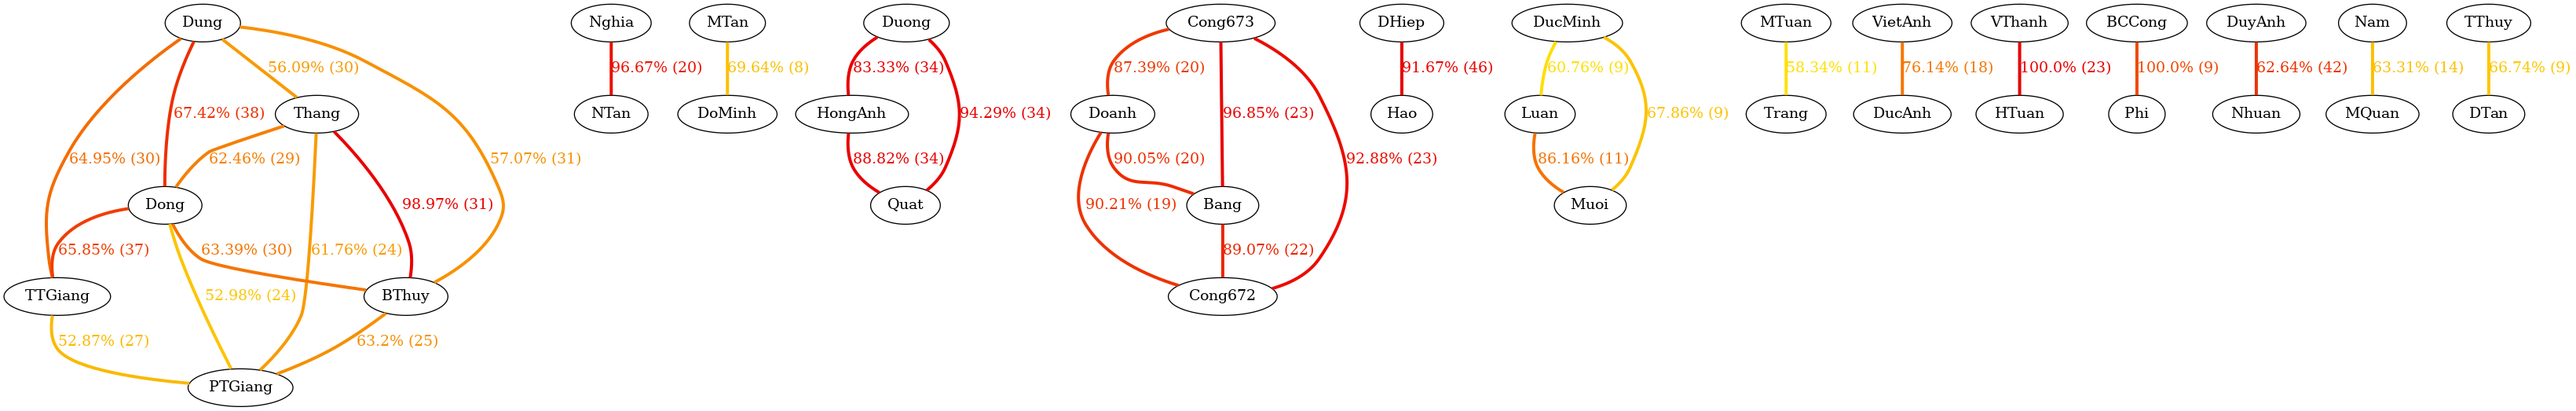 Dung
Nghia
MTan
Duong
Cong673
DHiep
DucMinh
MTuan
VietAnh
VThanh
BCCong
DuyAnh
Nam
TThuy
56.09% (30)
96.67% (20)
69.64% (8)
83.33% (34)
87.39% (20)
91.67% (46)
60.76% (9)
58.34% (11)
76.14% (18)
100.0% (23)
100.0% (9)
62.64% (42)
63.31% (14)
66.74% (9)
67.42% (38)
Thang
NTan
DoMinh
HongAnh
94.29% (34)
Doanh
96.85% (23)
Hao
Luan
67.86% (9)
Trang
DucAnh
HTuan
Phi
Nhuan
MQuan
DTan
64.95% (30)
62.46% (29)
57.07% (31)
88.82% (34)
90.05% (20)
92.88% (23)
86.16% (11)
Dong
98.97% (31)
Quat
90.21% (19)
Bang
Muoi
65.85% (37)
63.39% (30)
61.76% (24)
89.07% (22)
TTGiang
52.98% (24)
BThuy
Cong672
52.87% (27)
63.2% (25)
PTGiang